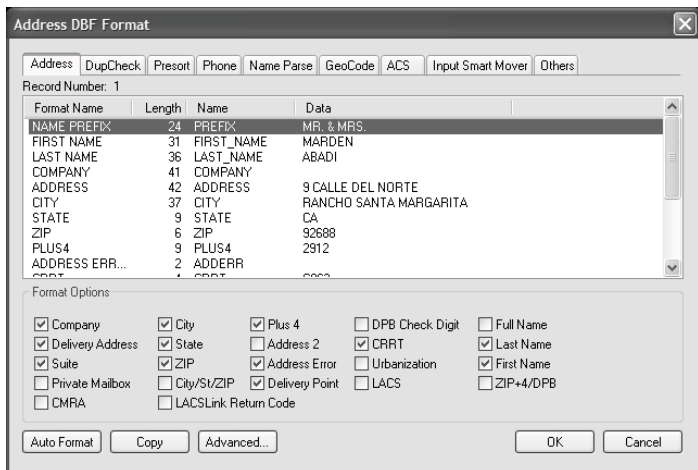 Address DBF Format
Address DupCheck Presort Phone Name Parse GeoCode ACS Input Smart Mover Others
Record Number: 1
Format Name Length Name Data
NAME PREFIX 24 PREFIX MR. & MRS.
FIRST NAME 31 FIRST_NAME MARDEN
LAST NAME 36 LAST_NAME ABADI
COMPANY 41 COMPANY
ADDRESS 42 ADDRESS 9 CALLE DEL NORTE
CITY 37 CITY RANCHO SANTA MARGARITA
STATE 9 STATE CA
ZIP 6 ZIP 92688
PLUS4 9 PLUS4 2912
ADDRESS ERR... 2 ADDERR
Format Options
Company City Plus 4 DPB Check Digit Full Name
Delivery Address State Address 2 CRRT Last Name
Suite ZIP Address Error Urbanization First Name
Private Mailbox City/St/ZIP Delivery Point LACS ZIP+4/DPB
CMRA LACSLink Return Code
Auto Format Copy Advanced... OK Cancel